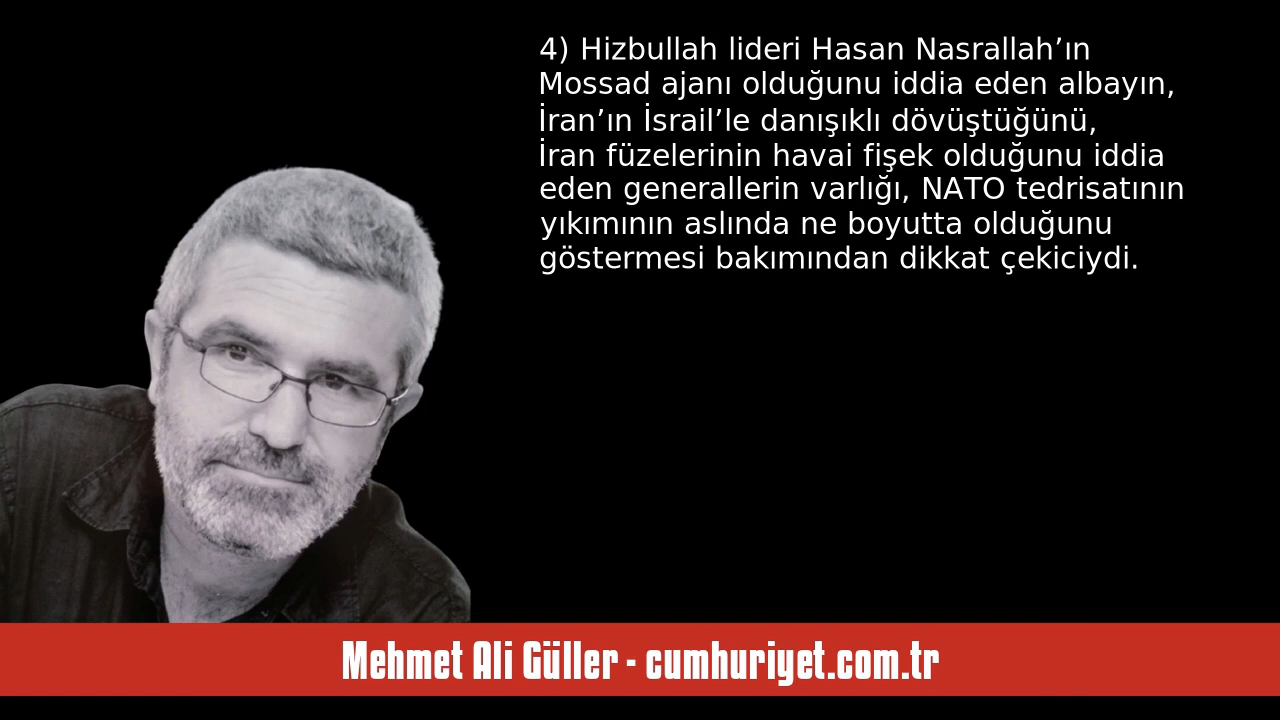 4) Hizbullah lideri Hasan Nasrallah’ın
Mossad ajanı olduğunu iddia eden albayın,
İran’ın İsrail’le danışıklı dövüştüğünü,
İran füzelerinin havai fişek olduğunu iddia
eden generallerin varlığı, NATO tedrisatının
yıkımının aslında ne boyutta olduğunu
göstermesi bakımından dikkat çekiciydi.
Mehmet Ali Güller - cumhuriyet.com.tr